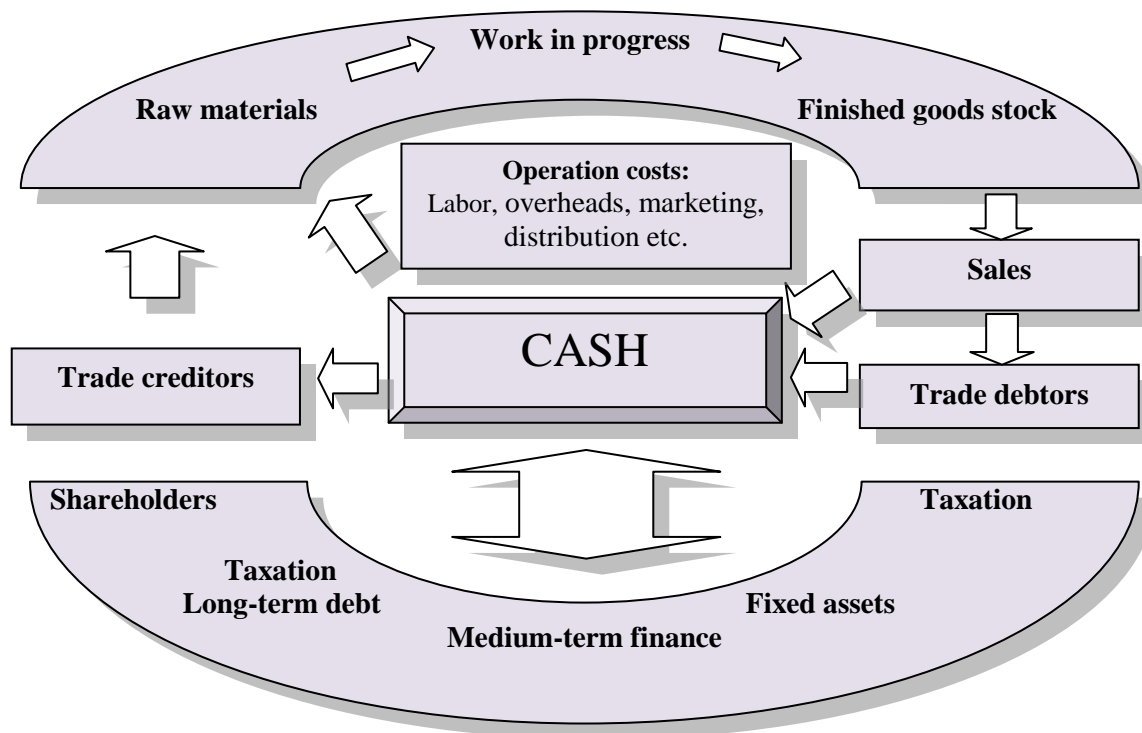 Work in progress
Raw materials
Finished goods stock
Operation costs:
Labor, overheads, marketing,
distribution etc.
Sales
CASH
Trade creditors
Trade debtors
Shareholders
Taxation
Taxation
Long-term debt
Fixed assets
Medium-term finance